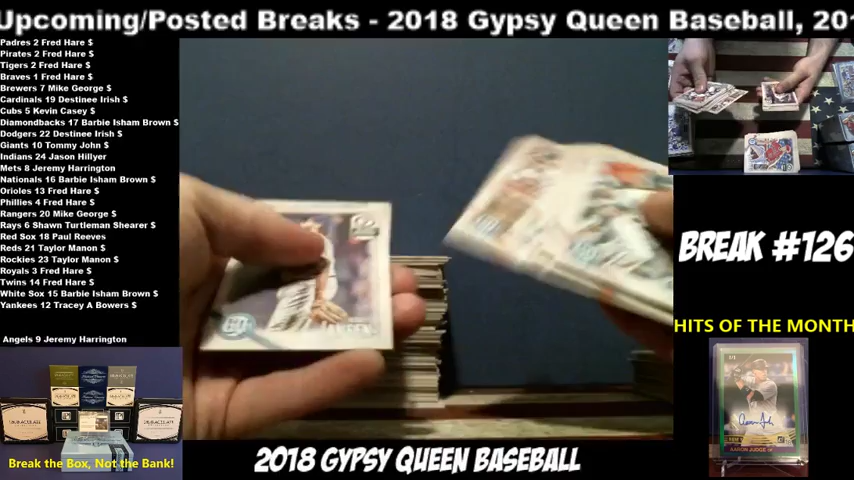 Upcoming/Posted Breaks - 2018 Gypsy Queen Baseball, 201
Padres 2 Fred Hare $
Pirates 2 Fred Hare $
Tigers 2 Fred Hare $
Braves 1 Fred Hare $
Brewers 7 Mike George $
Cardinals 19 Destinee Irish $
Cubs 5 Kevin Casey $
Diamondbacks 17 Barbie Isham Brown $
Dodgers 22 Destinee Irish $
Giants 10 Tommy John $
Indians 24 Jason Hillyer
Mets 8 Jeremy Harrington
Nationals 16 Barbie Isham Brown $
Orioles 13 Fred Hare $
Phillies 4 Fred Hare $
Rangers 20 Mike George $
Rays 6 Shawn Turtleman Shearer $
Red Sox 18 Paul Reeves
Reds 21 Taylor Manon $
Rockies 23 Taylor Manon $
Royals 3 Fred Hare $
Twins 14 Fred Hare $
White Sox 15 Barbie Isham Brown $
Yankees 12 Tracey A Bowers $
Angels 9 Jeremy Harrington
Break the Box, Not the Bank!
JANSEN
2018 GYPSY QUEEN BASEBALL
BREAK #126
HITS OF THE MONTH
AARON JUDGE